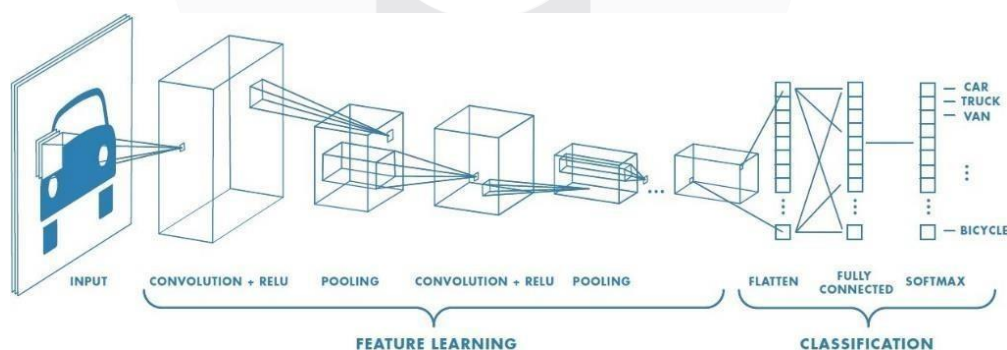 CAR
TRUCK
VAN
BICYCLE
INPUT
CONVOLUTION + RELU
POOLING
CONVOLUTION + RELU
POOLING
FLATTEN
FULLY
CONNECTED
SOFTMAX
FEATURE LEARNING
CLASSIFICATION